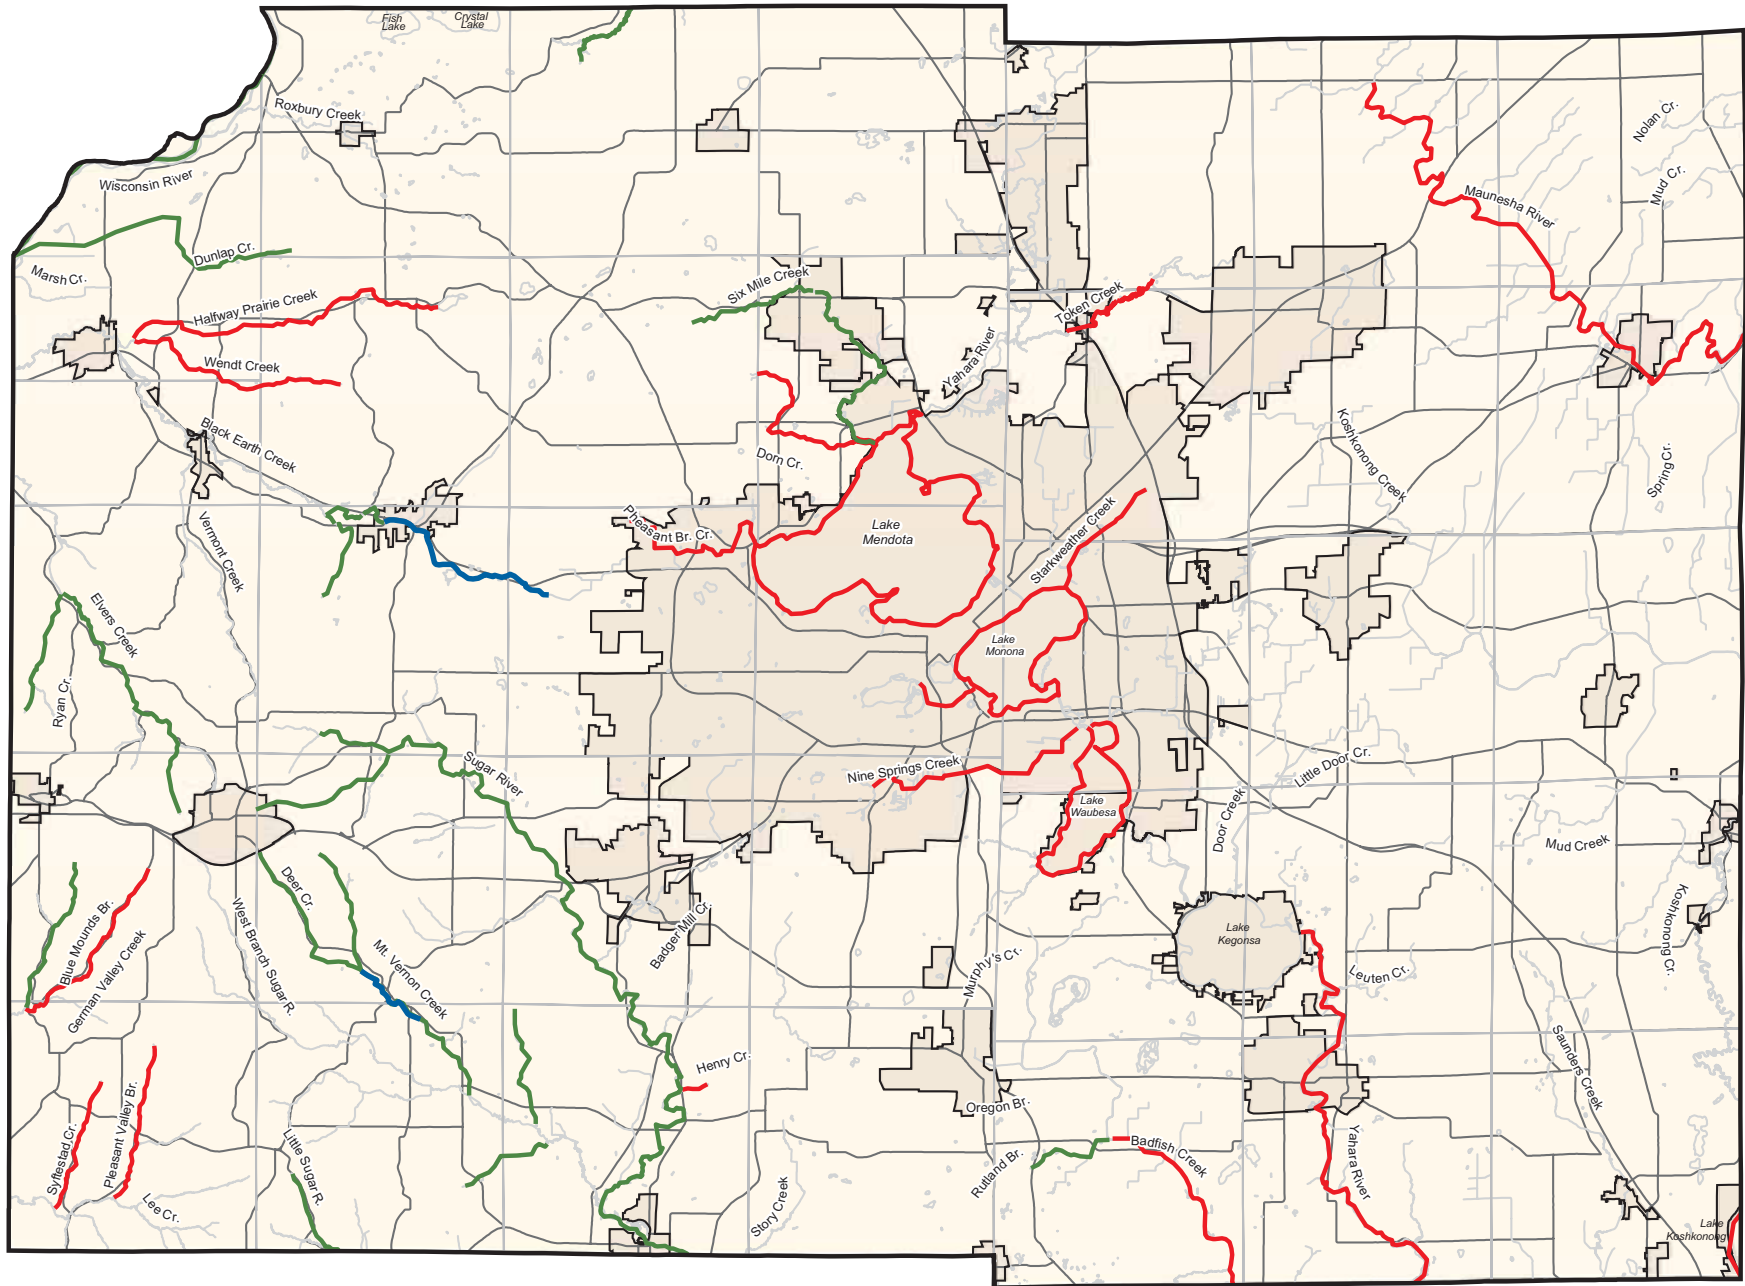 Fish
Lake
Crystal
Lake
Roxbury Creek
Nolan Cr.
Wisconsin River
Mud Cr.
Maunesha River
Dunlap Cr.
Marsh Cr.
Six Mile Creek
Token Creek
Halfway Prairie Creek
Yahara River
Wendt Creek
Black Earth Creek
Koshkonong Creek
Dorn Cr.
Spring Cr.
Vermont Creek
Pheasant Br. Cr.
Lake
Mendota
Starkweather Creek
Elvers Creek
Lake
Monona
Ryan Cr.
Sugar River
Nine Springs Creek
Little Door Cr.
Lake
Waubesa
Door Creek
Mud Creek
Deer Cr.
Blue Mounds Br.
West Branch Sugar R.
Badger Mill Cr.
Koshkonong Cr.
German Valley Creek
Mt. Vernon Creek
Lake
Kegonsa
Murphy's Cr.
Leuten Cr.
Henry Cr.
Saunders Creek
Oregon Br.
Syftestad Cr.
Pleasant Valley Br.
Little Sugar R.
Badfish Creek
Rutland Br.
Yahara River
Lee Cr.
Story Creek
Lake
Koshkonong